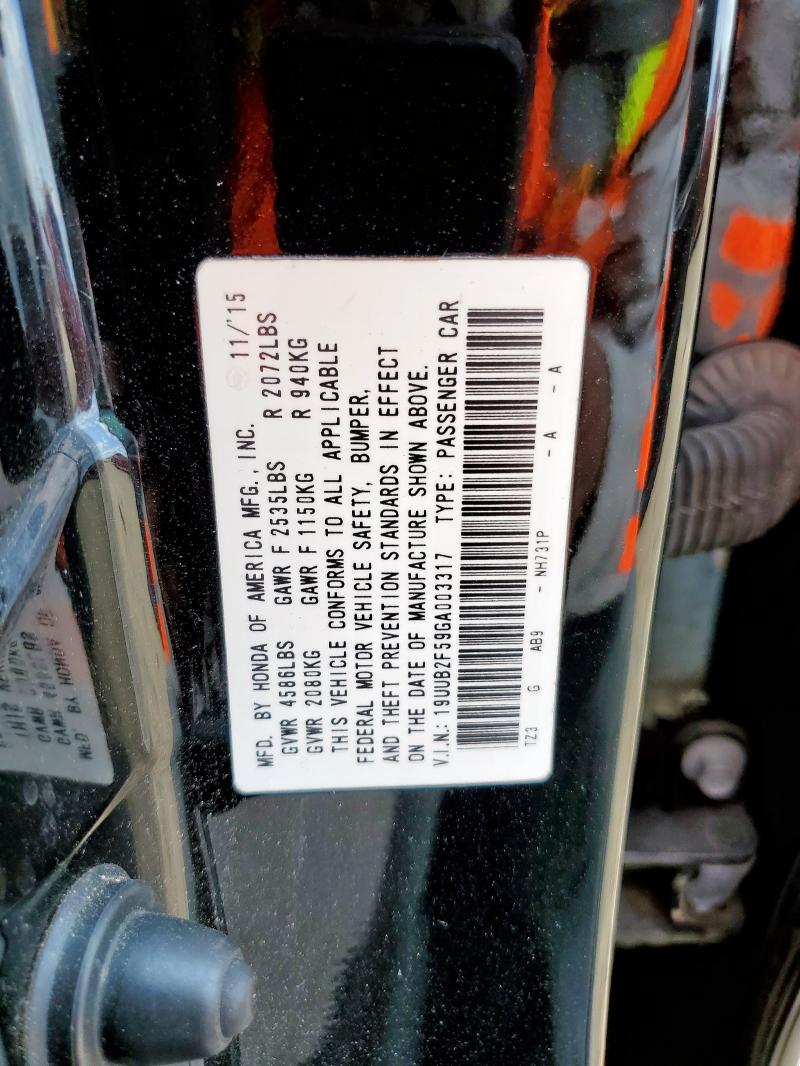 MFD. BY HONDA OF AMERICA MFG., INC. 11/'15
GVWR 4586LBS GAWR F 2535LBS R 2072LBS
GVWR 2080KG GAWR F 1150KG R 940KG
THIS VEHICLE CONFORMS TO ALL APPLICABLE
FEDERAL MOTOR VEHICLE SAFETY, BUMPER,
AND THEFT PREVENTION STANDARDS IN EFFECT
ON THE DATE OF MANUFACTURE SHOWN ABOVE.
V.I.N.: 19UUB2F59GA003317 TYPE: PASSENGER CAR
TZ3 G AB9 - NH731P - A - A